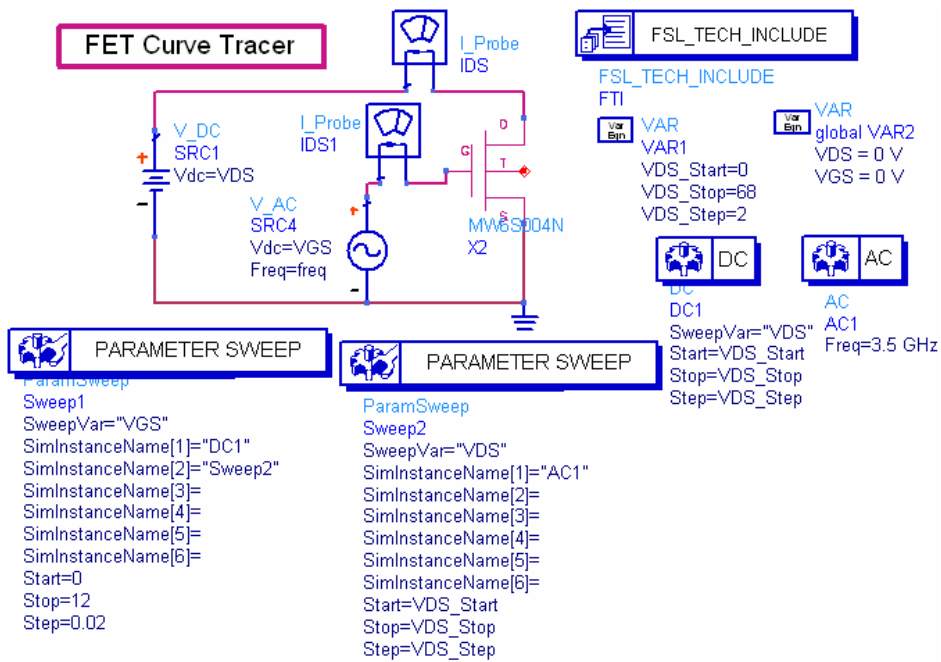 FET Curve Tracer
I_Probe
IDS
FSL_TECH_INCLUDE
FSL_TECH_INCLUDE
FTI
Var
Eqn
VAR
VAR1
VDS_Start=0
VDS_Stop=68
VDS_Step=2
Var
Eqn
VAR
global VAR2
VDS = 0 V
VGS = 0 V
V_DC
SRC1
Vdc=VDS
+
-
I_Probe
IDS1
V_AC
SRC4
Vdc=VGS
Freq=freq
+
-
D
G
T
S
MW6S004N
X2
DC
DC
DC1
SweepVar="VDS"
Start=VDS_Start
Stop=VDS_Stop
Step=VDS_Step
AC
AC
AC1
Freq=3.5 GHz
PARAMETER SWEEP
ParamSweep
Sweep1
SweepVar="VGS"
SimInstanceName[1]="DC1"
SimInstanceName[2]="Sweep2"
SimInstanceName[3]=
SimInstanceName[4]=
SimInstanceName[5]=
SimInstanceName[6]=
Start=0
Stop=12
Step=0.02
PARAMETER SWEEP
ParamSweep
Sweep2
SweepVar="VDS"
SimInstanceName[1]="AC1"
SimInstanceName[2]=
SimInstanceName[3]=
SimInstanceName[4]=
SimInstanceName[5]=
SimInstanceName[6]=
Start=VDS_Start
Stop=VDS_Stop
Step=VDS_Step